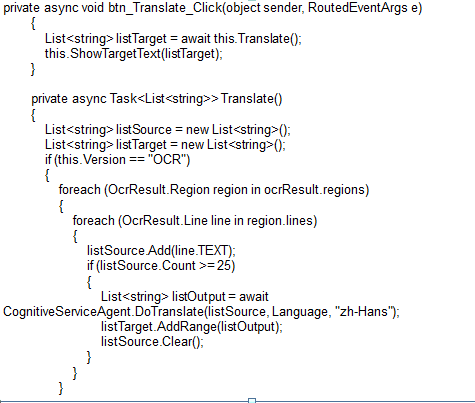 private async void btn_Translate_Click(object sender, RoutedEventArgs e)
{
List<string> listTarget = await this.Translate();
this.ShowTargetText(listTarget);
}
private async Task<List<string>> Translate()
{
List<string> listSource = new List<string>();
List<string> listTarget = new List<string>();
if (this.Version == "OCR")
{
foreach (OcrResult.Region region in ocrResult.regions)
{
foreach (OcrResult.Line line in region.lines)
{
listSource.Add(line.TEXT);
if (listSource.Count >= 25)
{
List<string> listOutput = await
CognitiveServiceAgent.DoTranslate(listSource, Language, "zh-Hans");
listTarget.AddRange(listOutput);
listSource.Clear();
}
}
}